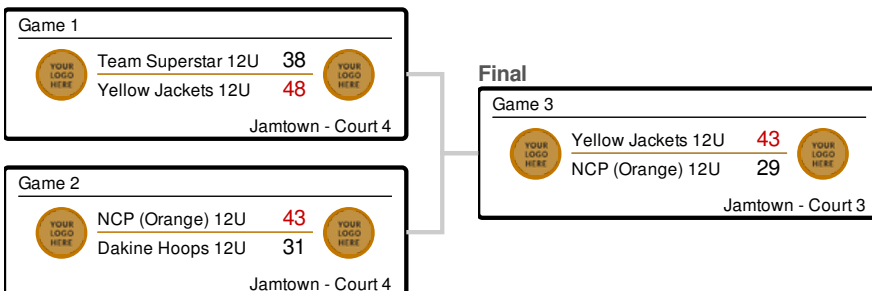 Game 1
YOUR
LOGO
HERE
Team Superstar 12U 38
Yellow Jackets 12U 48
YOUR
LOGO
HERE
Jamtown - Court 4
Game 2
YOUR
LOGO
HERE
NCP (Orange) 12U 43
Dakine Hoops 12U 31
YOUR
LOGO
HERE
Jamtown - Court 4
Final
Game 3
YOUR
LOGO
HERE
Yellow Jackets 12U 43
NCP (Orange) 12U 29
YOUR
LOGO
HERE
Jamtown - Court 3